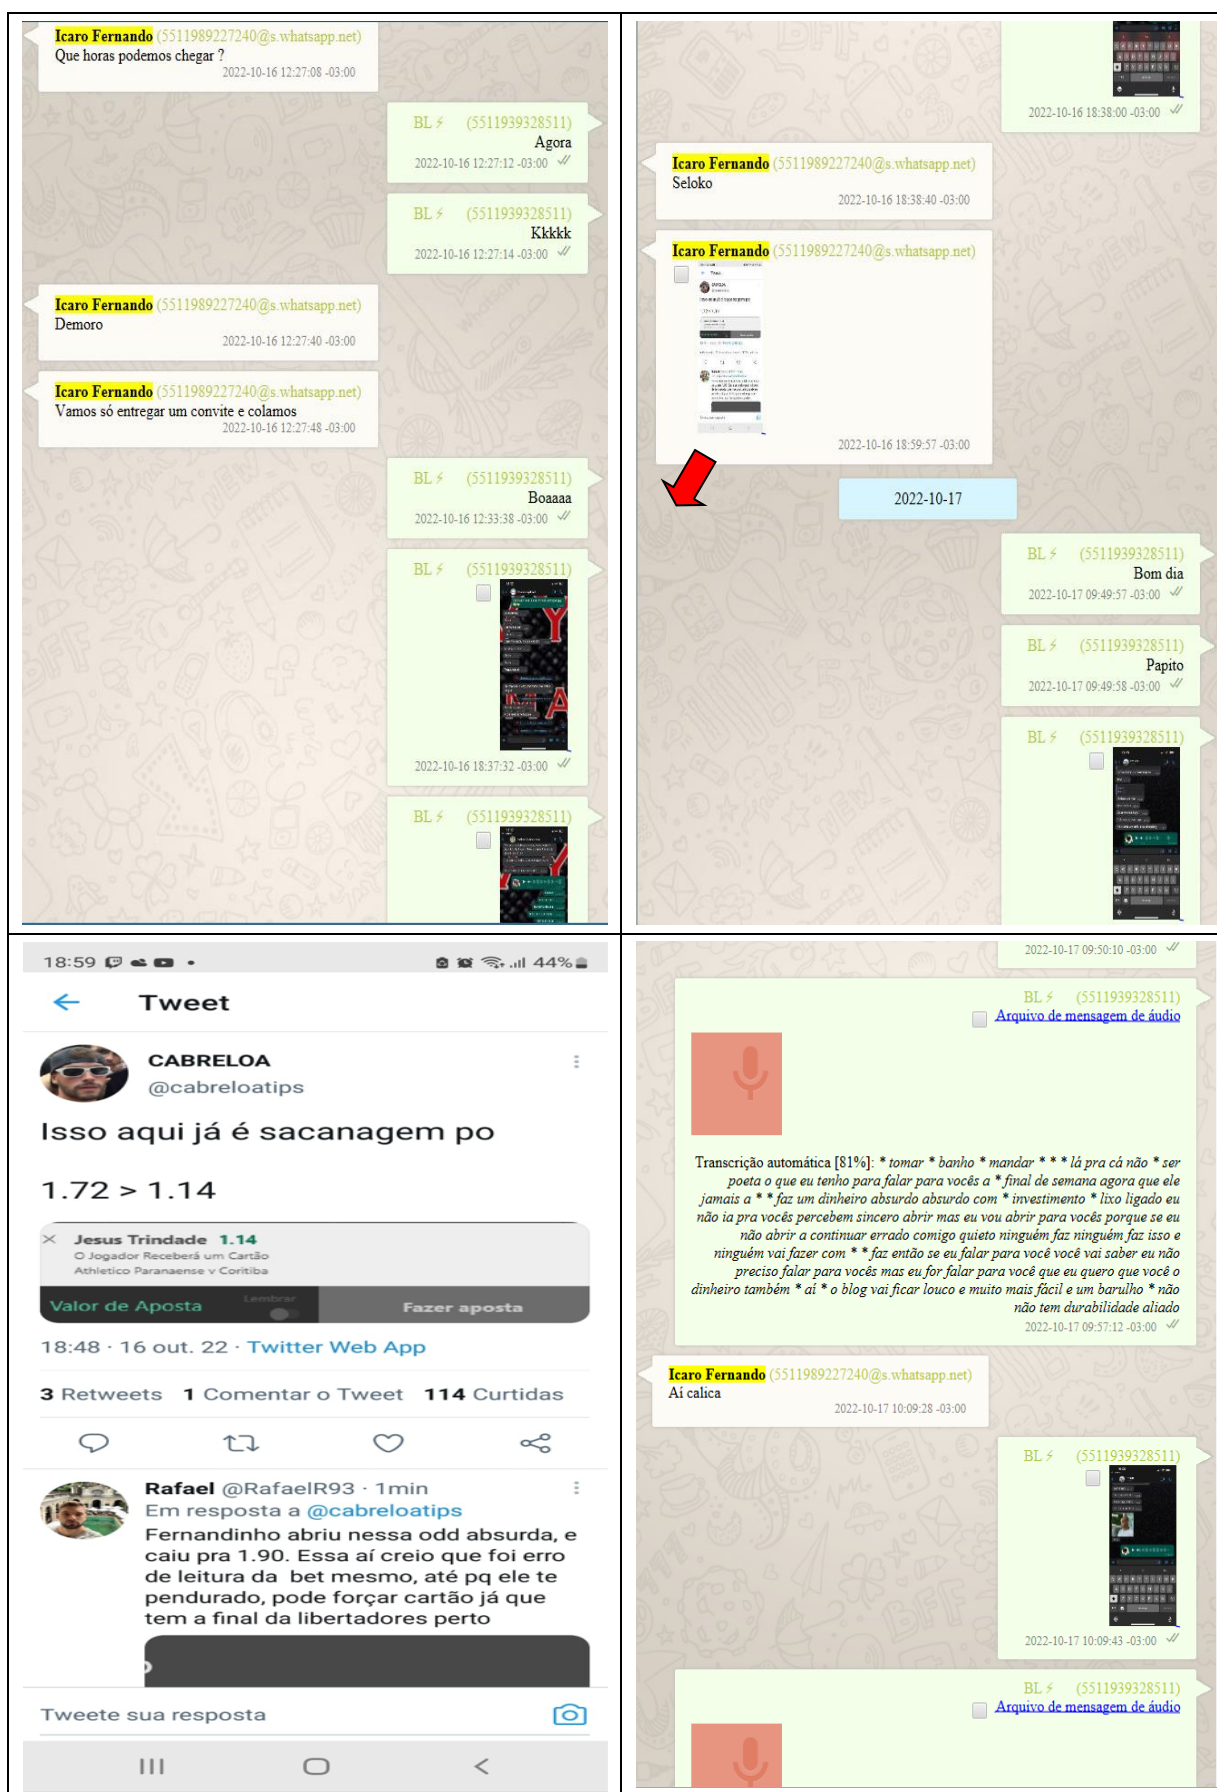 Icaro Fernando (5511989227240@s.whatsapp.net)
Que horas podemos chegar ?
2022-10-16 12:27:08 -03:00
BL⚡ (5511939328511)
Agora
2022-10-16 12:27:12 -03:00
BL⚡ (5511939328511)
Kkkkk
2022-10-16 12:27:14 -03:00
Icaro Fernando (5511989227240@s.whatsapp.net)
Demoro
2022-10-16 12:27:40 -03:00
Icaro Fernando (5511989227240@s.whatsapp.net)
Vamos só entregar um convite e colamos
2022-10-16 12:27:48 -03:00
BL⚡ (5511939328511)
Boaaaa
2022-10-16 12:33:38 -03:00
BL⚡ (5511939328511)
2022-10-16 18:37:32 -03:00
BL⚡ (5511939328511)
2022-10-16 18:38:00 -03:00
Icaro Fernando (5511989227240@s.whatsapp.net)
Seloko
2022-10-16 18:38:40 -03:00
Icaro Fernando (5511989227240@s.whatsapp.net)
2022-10-16 18:59:57 -03:00
2022-10-17
BL⚡ (5511939328511)
Bom dia
2022-10-17 09:49:57 -03:00
BL⚡ (5511939328511)
Papito
2022-10-17 09:49:58 -03:00
BL⚡ (5511939328511)
18:59 44%
Tweet
CABRELOA
@cabreloatips
Isso aqui já é sacanagem po
1.72 > 1.14
Jesus Trindade 1.14
O Jogador Receberá um Cartão
Athletico Paranaense v Coritiba
Valor de Aposta Lembrar Fazer aposta
18:48 · 16 out. 22 · Twitter Web App
3 Retweets 1 Comentar o Tweet 114 Curtidas
Rafael @RafaelR93 · 1min
Em resposta a @cabreloatips
Fernandinho abriu nessa odd absurda, e
caiu pra 1.90. Essa aí creio que foi erro
de leitura da bet mesmo, até pq ele te
pendurado, pode forçar cartão já que
tem a final da libertadores perto
Tweete sua resposta
2022-10-17 09:50:10 -03:00
BL⚡ (5511939328511)
Arquivo de mensagem de áudio
Transcrição automática [81%]: * tomar * banho * mandar * * * lá pra cá não * ser
poeta o que eu tenho para falar para vocês a * final de semana agora que ele
jamais a * * faz um dinheiro absurdo absurdo com * investimento * lixo ligado eu
não ia pra vocês percebem sincero abrir mas eu vou abrir para vocês porque se eu
não abrir a continuar errado comigo quieto ninguém faz ninguém faz isso e
ninguém vai fazer com * * faz então se eu falar para você você vai saber eu não
preciso falar para vocês mas eu for falar para você que eu quero que você o
dinheiro também * aí * o blog vai ficar louco e muito mais fácil e um barulho * não
não tem durabilidade aliado
2022-10-17 09:57:12 -03:00
Icaro Fernando (5511989227240@s.whatsapp.net)
Aí calica
2022-10-17 10:09:28 -03:00
BL⚡ (5511939328511)
2022-10-17 10:09:43 -03:00
BL⚡ (5511939328511)
Arquivo de mensagem de áudio